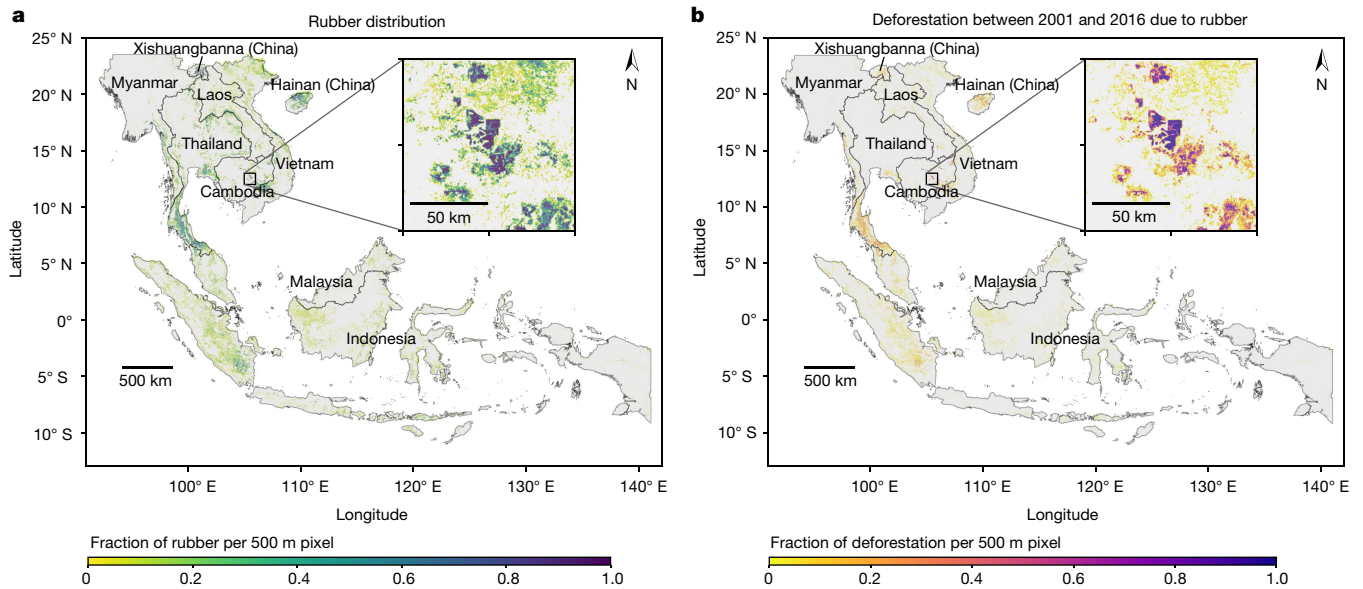 a
Rubber distribution
25° N
20° N
15° N
10° N
5° N
0°
5° S
10° S
Latitude
Xishuangbanna (China)
Myanmar
Laos
Hainan (China)
Thailand
Vietnam
Cambodia
Malaysia
Indonesia
50 km
N
500 km
100° E
110° E
120° E
130° E
140° E
Longitude
Fraction of rubber per 500 m pixel
0
0.2
0.4
0.6
0.8
1.0
b
Deforestation between 2001 and 2016 due to rubber
25° N
20° N
15° N
10° N
5° N
0°
5° S
10° S
Latitude
Xishuangbanna (China)
Myanmar
Laos
Hainan (China)
Thailand
Vietnam
Cambodia
Malaysia
Indonesia
50 km
N
500 km
100° E
110° E
120° E
130° E
140° E
Longitude
Fraction of deforestation per 500 m pixel
0
0.2
0.4
0.6
0.8
1.0